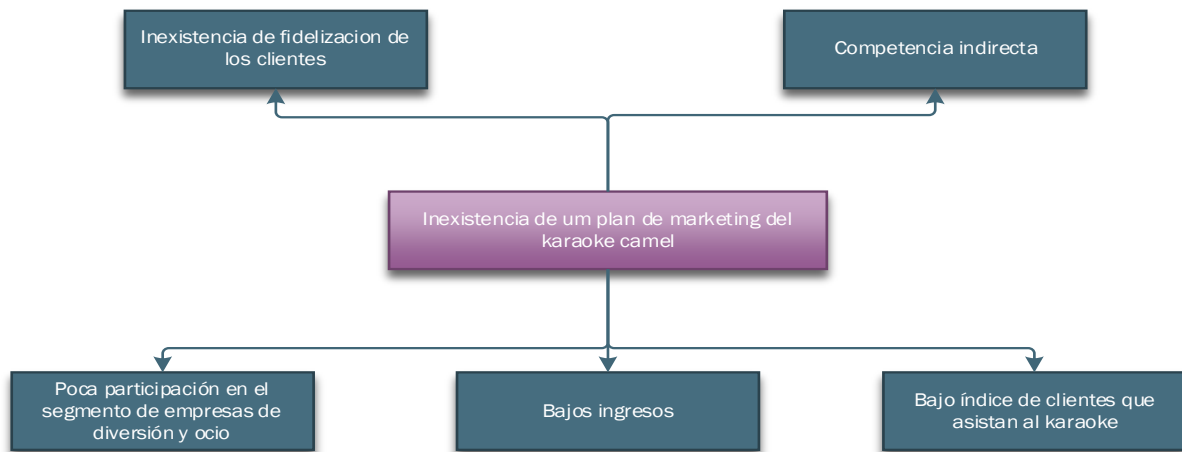 Inexistencia de fidelizacion de
los clientes
Competencia indirecta
Inexistencia de um plan de marketing del
karaoke camel
Poca participación en el
segmento de empresas de
diversión y ocio
Bajos ingresos
Bajo índice de clientes que
asistan al karaoke